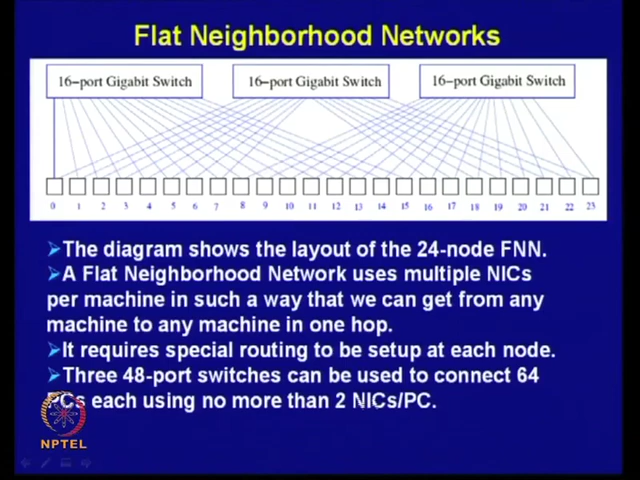 Flat Neighborhood Networks
16-port Gigabit Switch 16-port Gigabit Switch 16-port Gigabit Switch
0 1 2 3 4 5 6 7 8 9 10 11 12 13 14 15 16 17 18 19 20 21 22 23
➢The diagram shows the layout of the 24-node FNN.
➢A Flat Neighborhood Network uses multiple NICs
per machine in such a way that we can get from any
machine to any machine in one hop.
➢It requires special routing to be setup at each node.
➢Three 48-port switches can be used to connect 64
PCs each using no more than 2 NICs/PC.
NPTEL